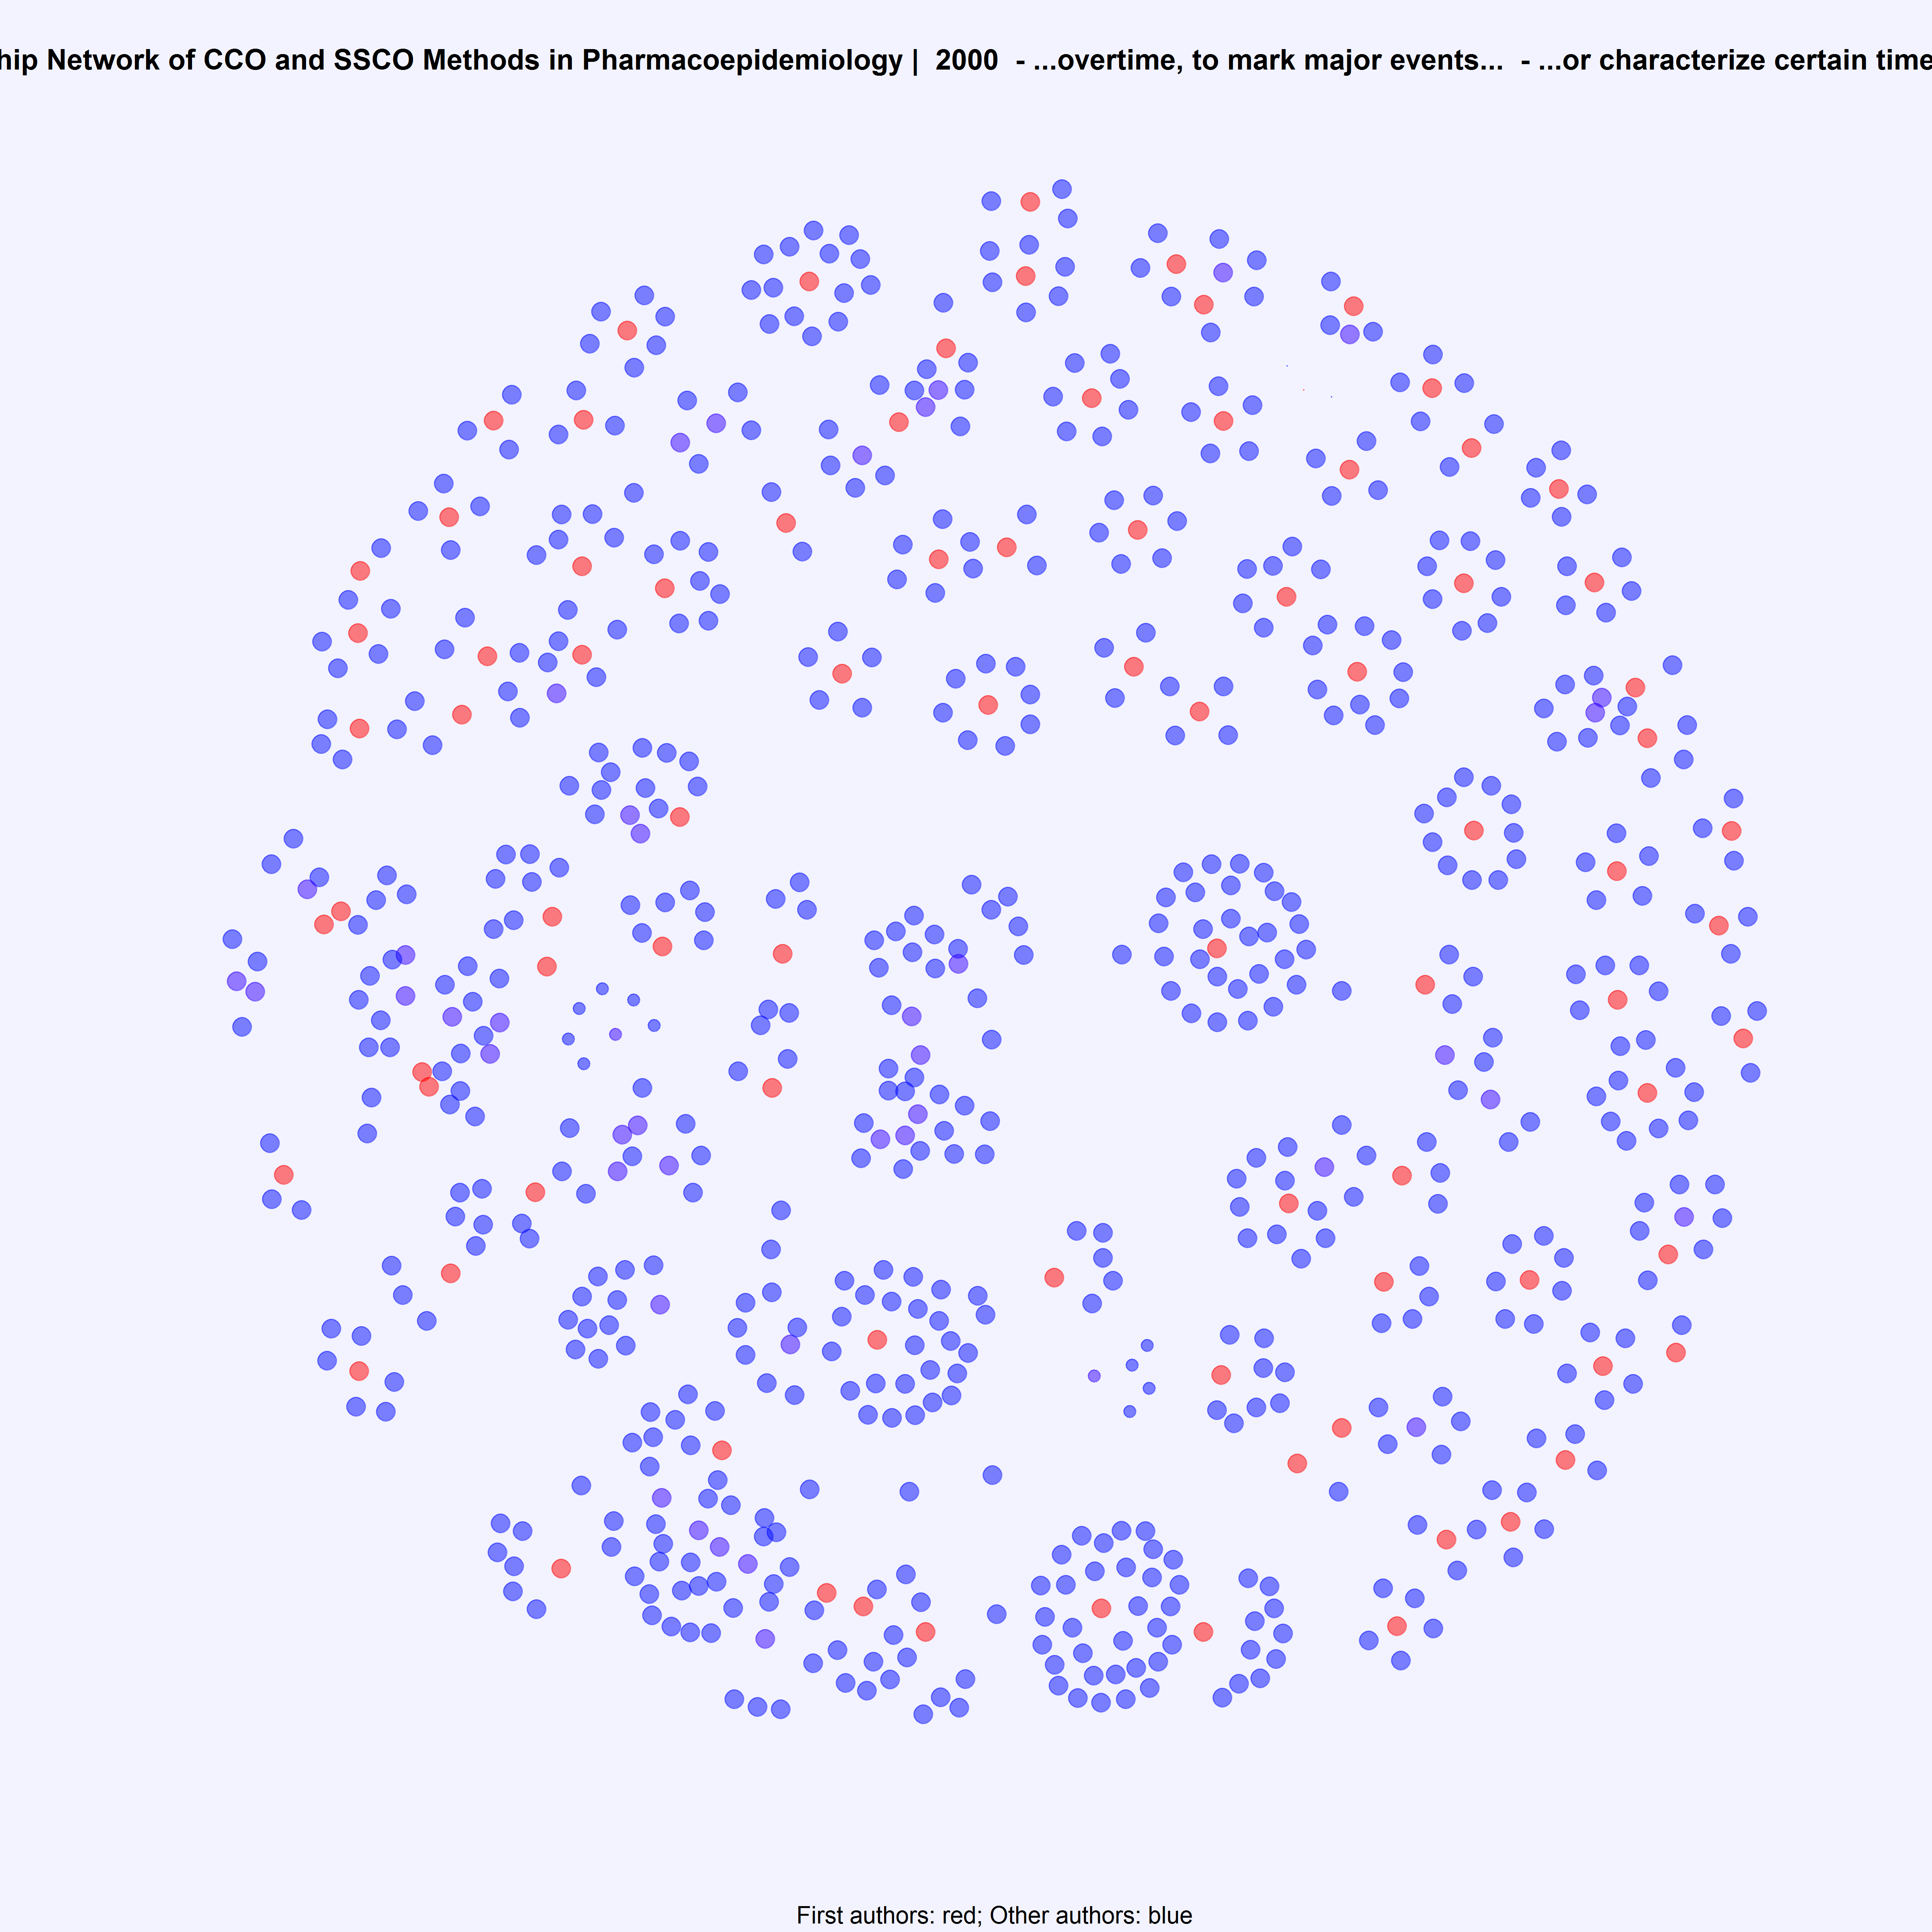 hip Network of CCO and SSCO Methods in Pharmacoepidemiology | 2000 - ...overtime, to mark major events... - ...or characterize certain time
First authors: red; Other authors: blue